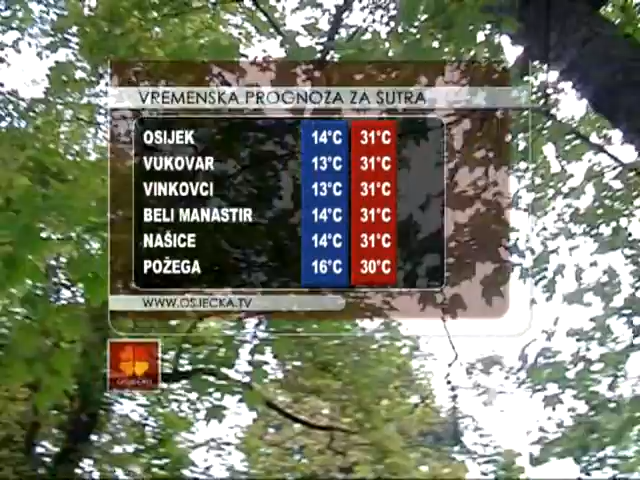 VREMENSKA PROGNOZA ZA SUTRA
OSIJEK 14°C 31°C
VUKOVAR 13°C 31°C
VINKOVCI 13°C 31°C
BELI MANASTIR 14°C 31°C
NAŠICE 14°C 31°C
POŽEGA 16°C 30°C
WWW.OSJECKA.TV